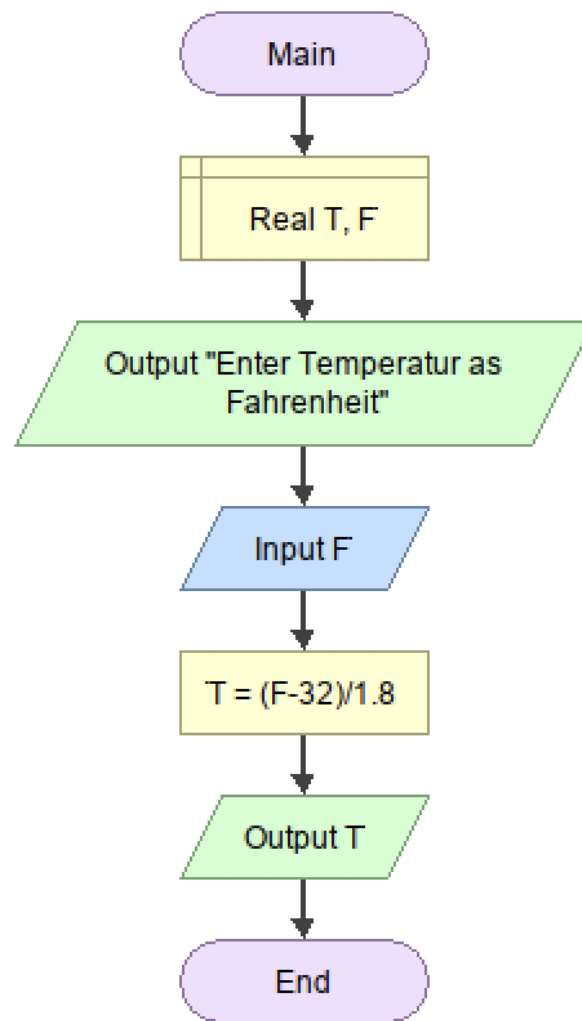 Main
Real T, F
Output "Enter Temperatur as
Fahrenheit"
Input F
T = (F-32)/1.8
Output T
End